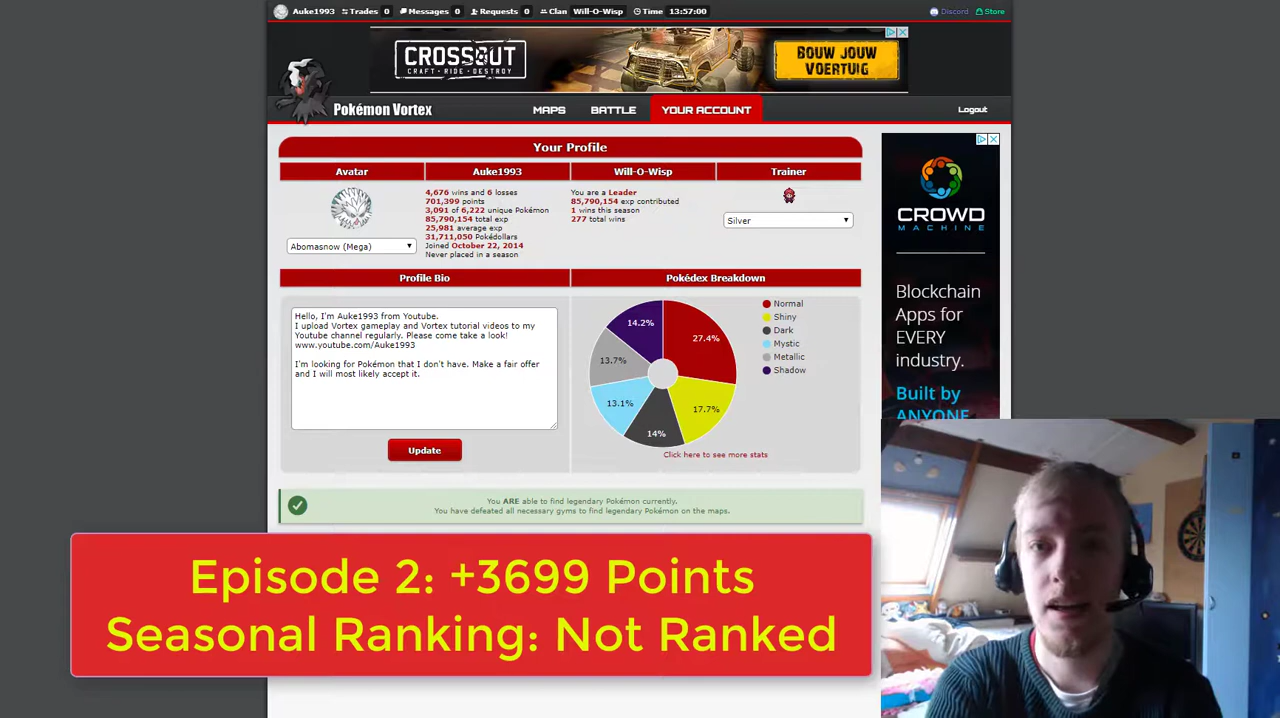 Auke1993 Trades 0 Messages 0 Requests 0 Clan Will-O-Wisp Time 13:57:00 Discord Store
CROSSOUT
CRAFT · RIDE · DESTROY
BOUW JOUW
VOERTUIG
Pokémon Vortex
MAPS BATTLE YOUR ACCOUNT Logout
Your Profile
Avatar Auke1993 Will-O-Wisp Trainer
4,676 wins and 6 losses
701,399 points
3,091 of 6,222 unique Pokémon
85,790,154 total exp
25,981 average exp
31,711,050 Pokédollars
Joined October 22, 2014
Never placed in a season
You are a Leader
85,790,154 exp contributed
1 wins this season
277 total wins
Silver
Abomasnow (Mega)
Profile Bio Pokédex Breakdown
Hello, I'm Auke1993 from Youtube.
I upload Vortex gameplay and Vortex tutorial videos to my
Youtube channel regularly. Please come take a look!
www.youtube.com/Auke1993
I'm looking for Pokémon that I don't have. Make a fair offer
and I will most likely accept it.
Update
14.2%
27.4%
13.7%
13.1%
17.7%
14%
Normal
Shiny
Dark
Mystic
Metallic
Shadow
Click here to see more stats
You ARE able to find legendary Pokémon currently.
You have defeated all necessary gyms to find legendary Pokémon on the maps.
CROWD
MACHINE
Blockchain
Apps for
EVERY
industry.
Built by
ANYONE
Episode 2: +3699 Points
Seasonal Ranking: Not Ranked